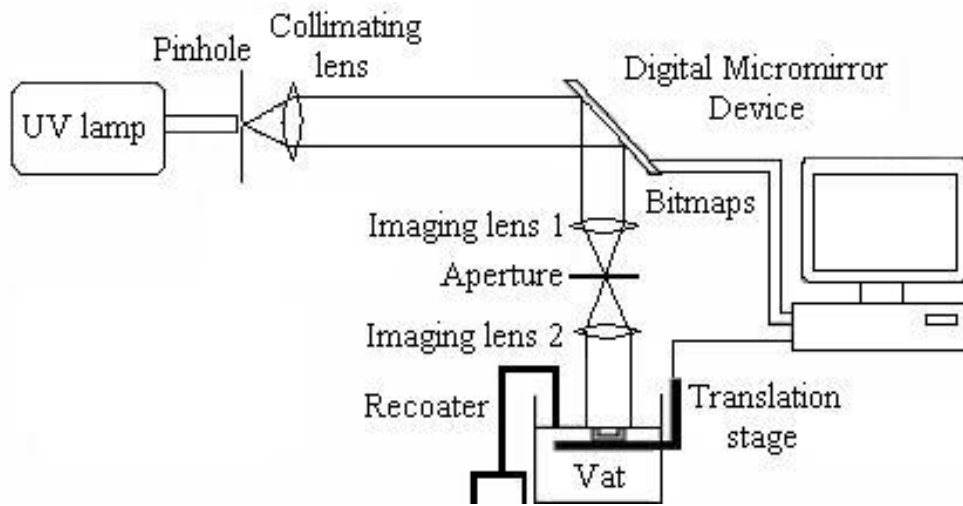 Pinhole
Collimating
lens
Digital Micromirror
Device
UV lamp
Bitmaps
Imaging lens 1
Aperture
Imaging lens 2
Recoater
Translation
stage
Vat